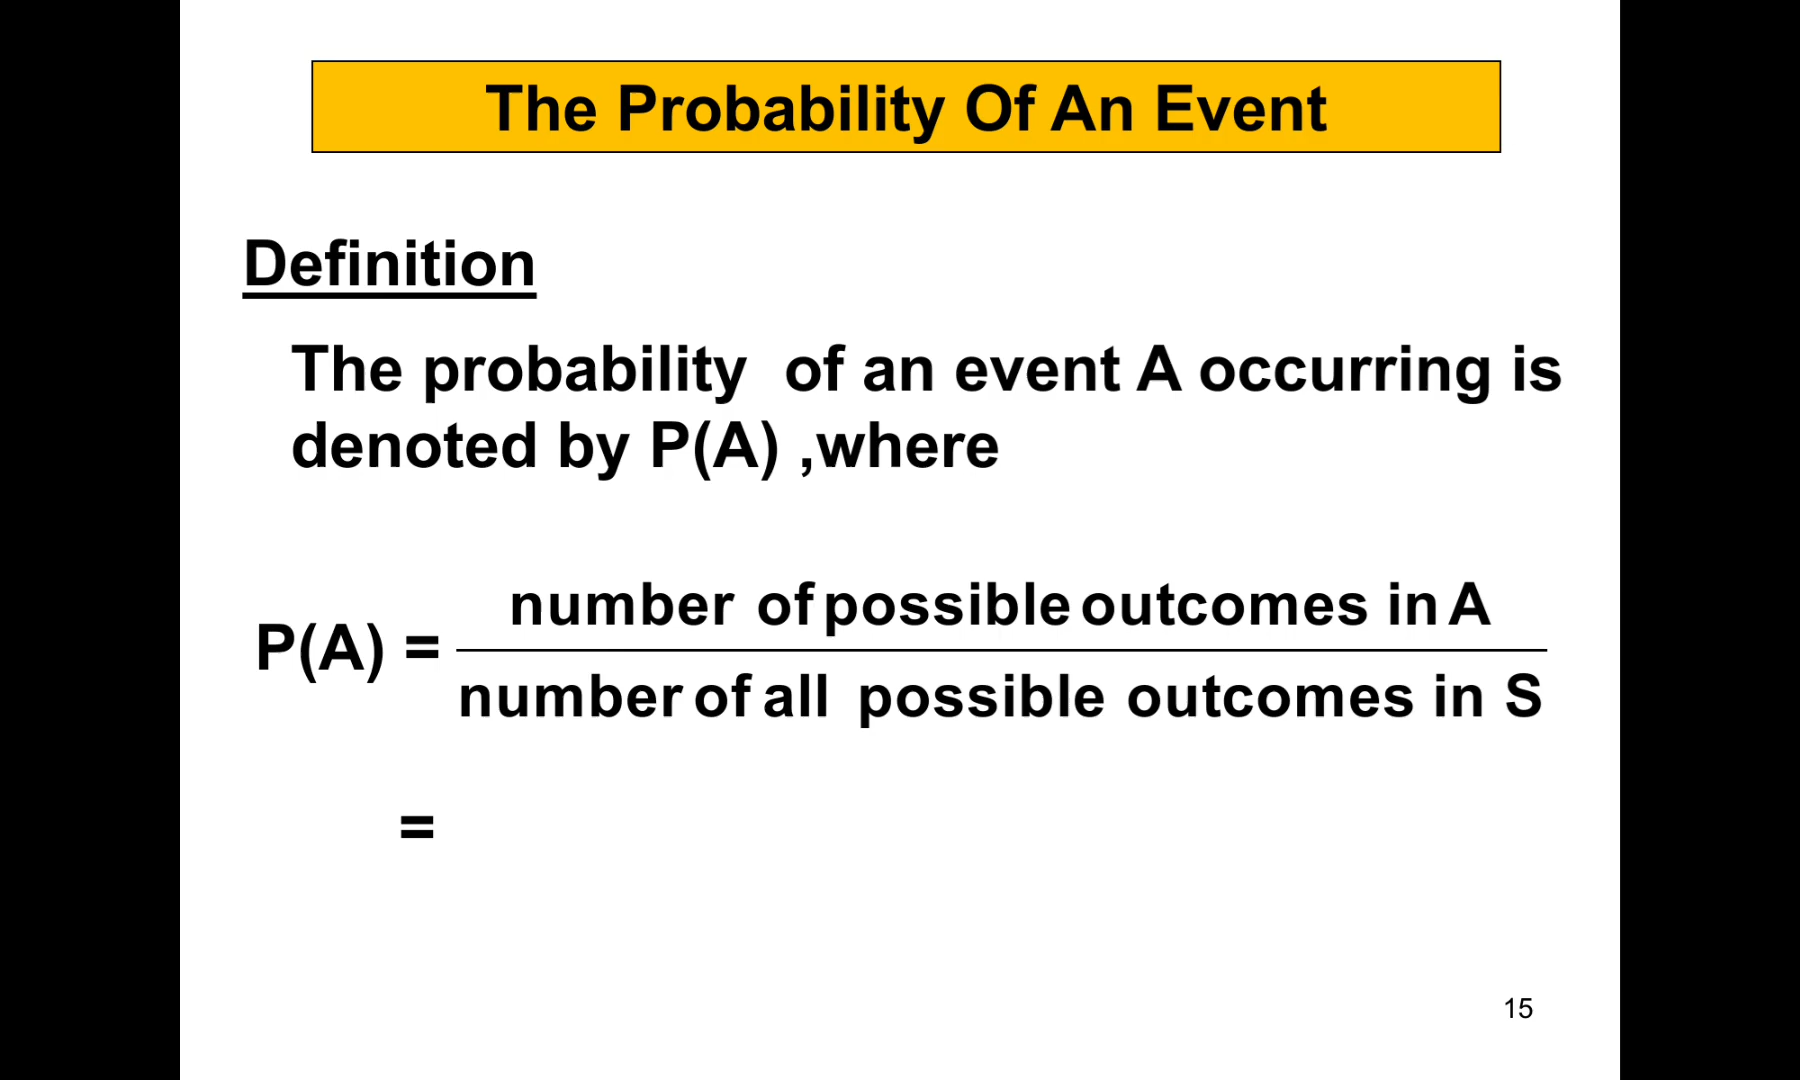 The Probability Of An Event
Definition
The probability of an event A occurring is
denoted by P(A) ,where
number of possible outcomes in A
P(A) =
number of all possible outcomes in S
=
15